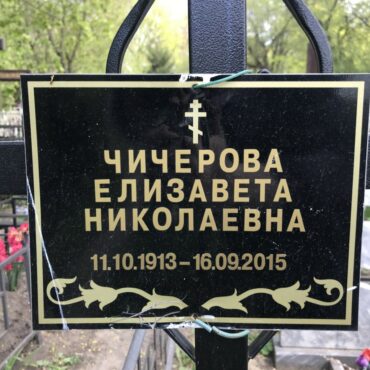 ЧИЧЕРОВА
ЕЛИЗАВЕТА
НИКОЛАЕВНА
11.10.1913 – 16.09.2015